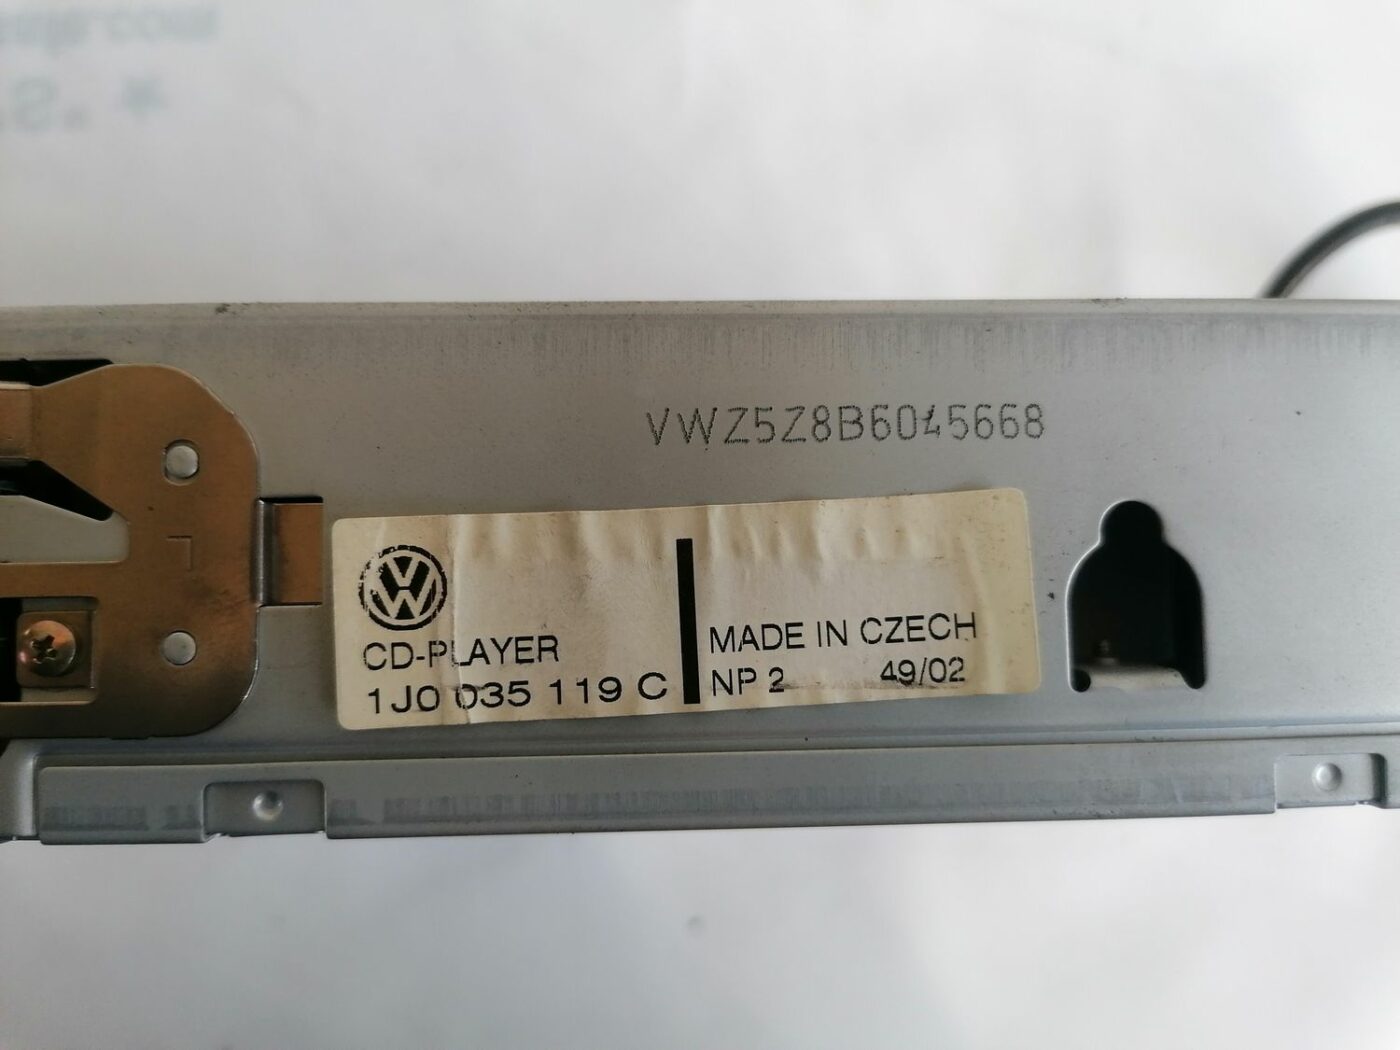 VWZ5Z8B6045668
CD-PLAYER
1J0 035 119 C
MADE IN CZECH
NP 2 49/02